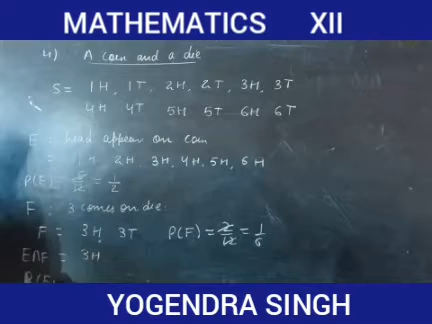 MATHEMATICS XII
4) A coin and a die
S = 1H, 1T, 2H, 2T, 3H, 3T
4H 4T 5H 5T 6H 6T
E : head appear on coin
= 1H, 2H, 3H, 4H, 5H, 6H
P(E) = 6/12 = 1/2
F : 3 comes on die.
F = 3H, 3T P(F) = 2/12 = 1/6
E∩F = 3H
YOGENDRA SINGH